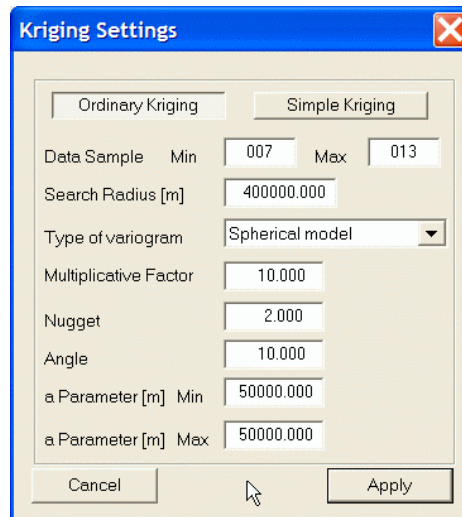 Kriging Settings
Ordinary Kriging Simple Kriging
Data Sample Min 007 Max 013
Search Radius [m] 400000.000
Type of variogram Spherical model
Multiplicative Factor 10.000
Nugget 2.000
Angle 10.000
a Parameter [m] Min 50000.000
a Parameter [m] Max 50000.000
Cancel Apply